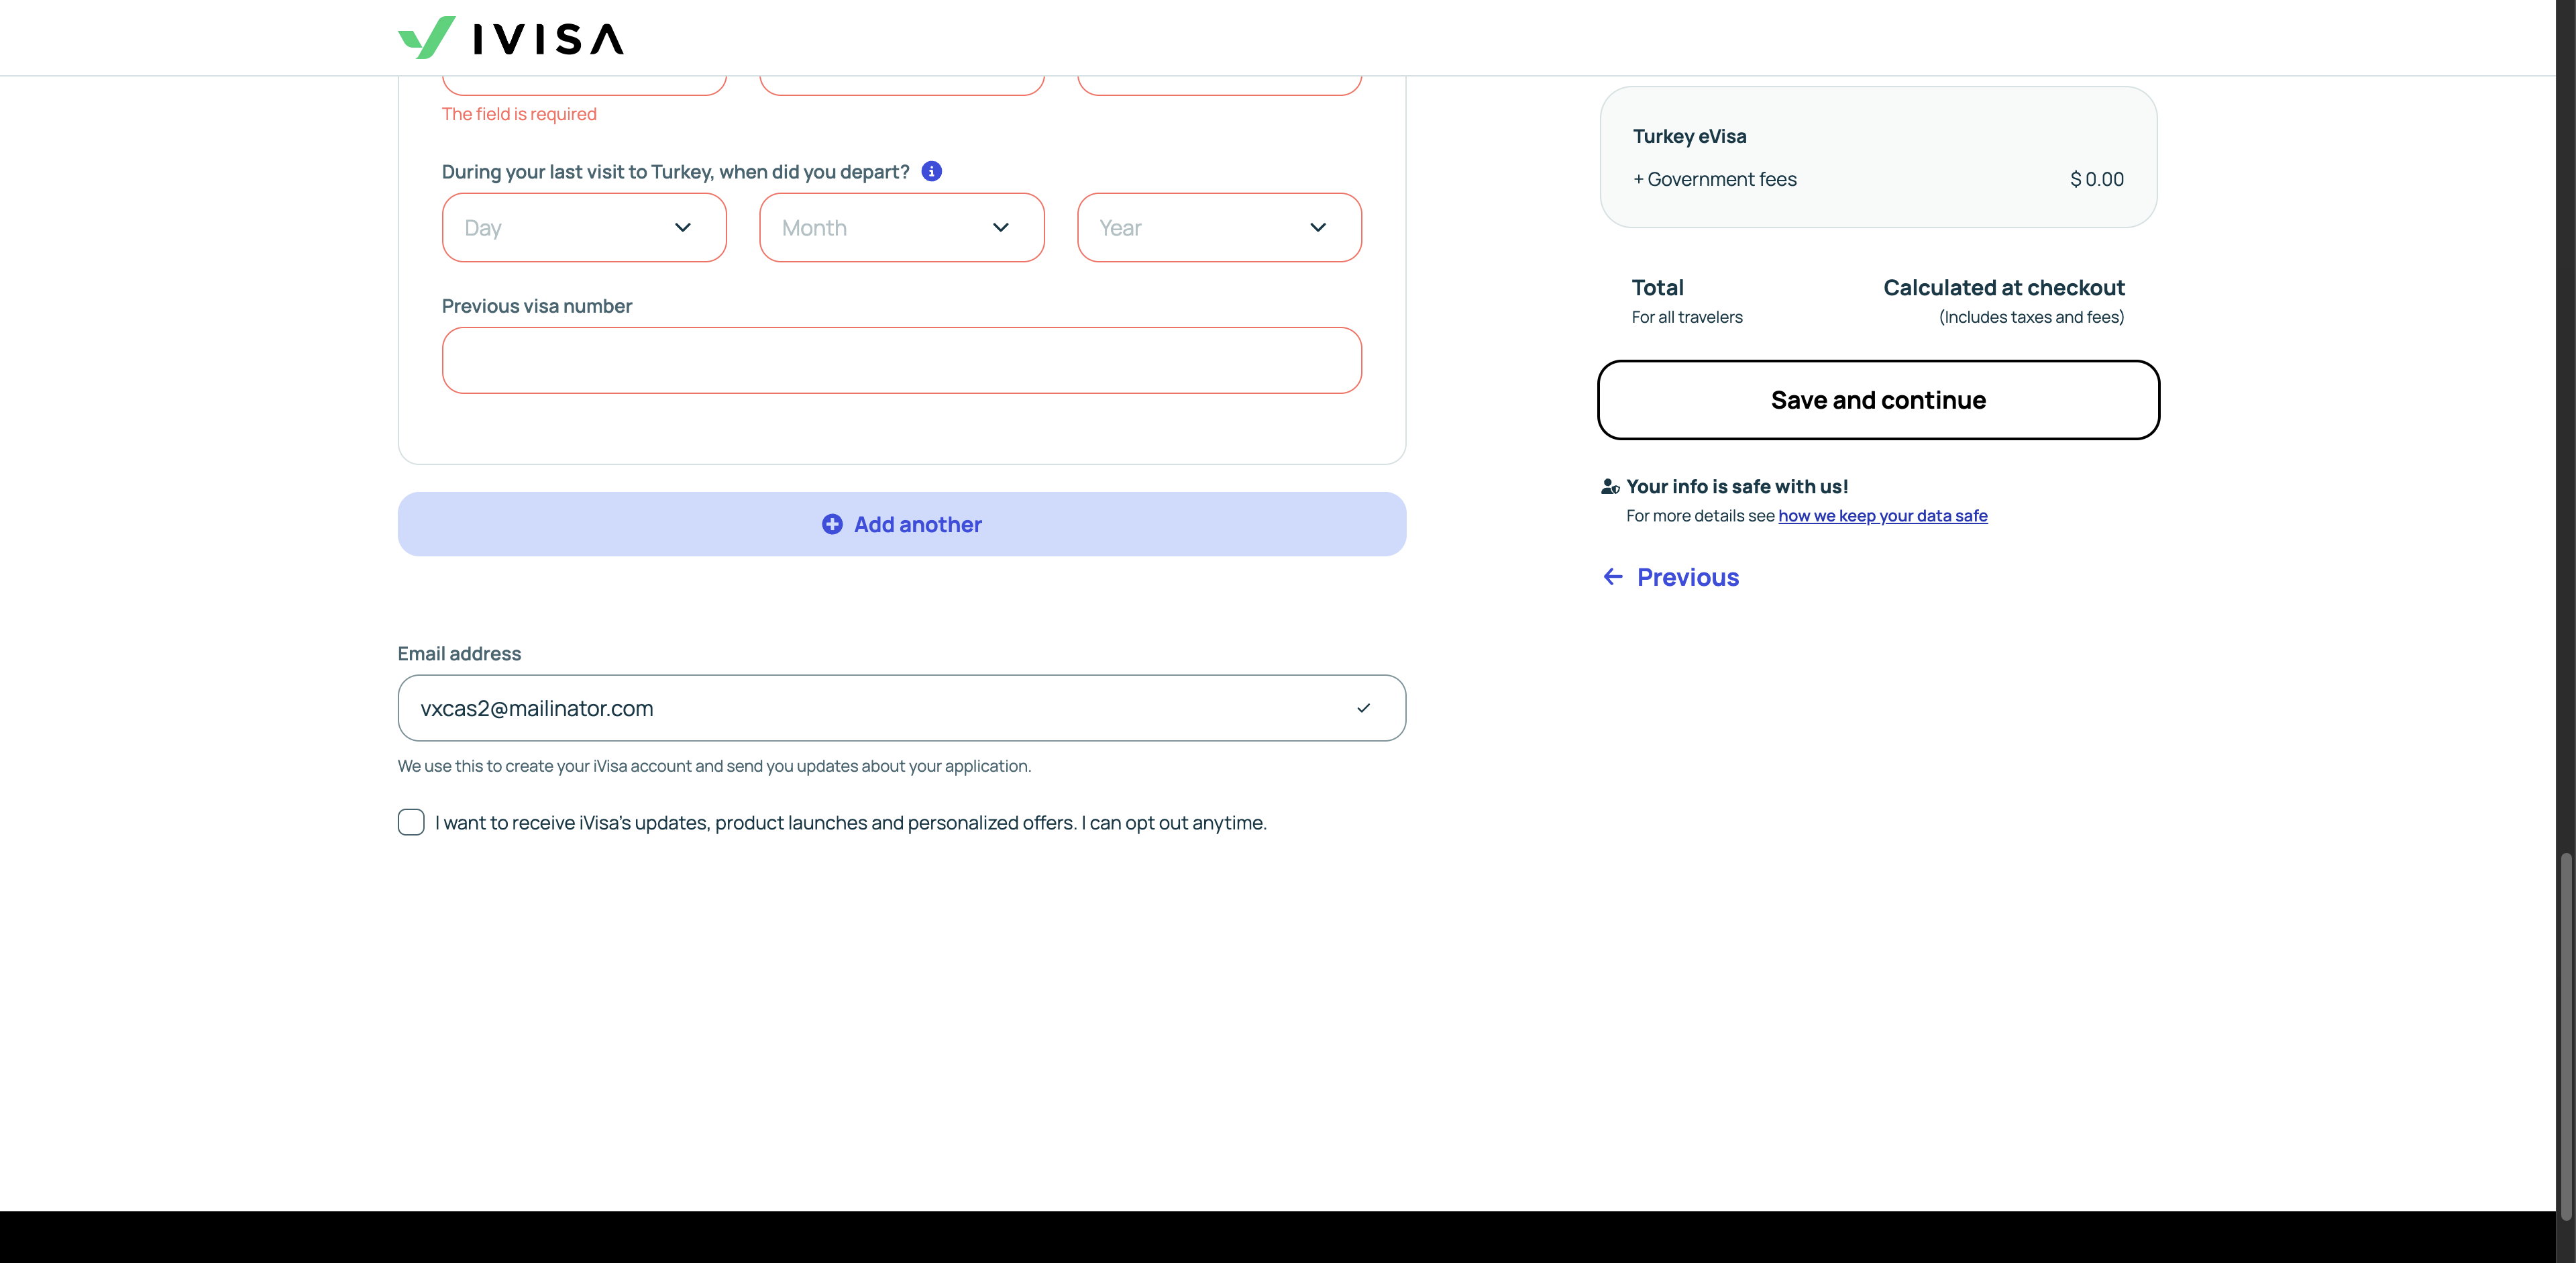 IVISA
The field is required
During your last visit to Turkey, when did you depart?
Day
Month
Year
Previous visa number
Add another
Email address
vxcas2@mailinator.com
We use this to create your iVisa account and send you updates about your application.
I want to receive iVisa's updates, product launches and personalized offers. I can opt out anytime.
Turkey eVisa
+ Government fees $ 0.00
Total Calculated at checkout
For all travelers (Includes taxes and fees)
Save and continue
Your info is safe with us!
For more details see how we keep your data safe
Previous